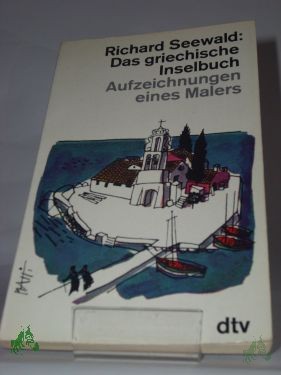 Richard Seewald:
Das griechische
Inselbuch
Aufzeichnungen
eines Malers
dtv